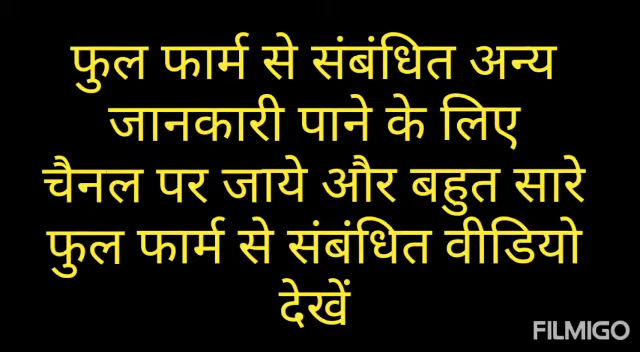 फुल फार्म से संबंधित अन्य
जानकारी पाने के लिए
चैनल पर जाये और बहुत सारे
फुल फार्म से संबंधित वीडियो
देखें
FILMIGO